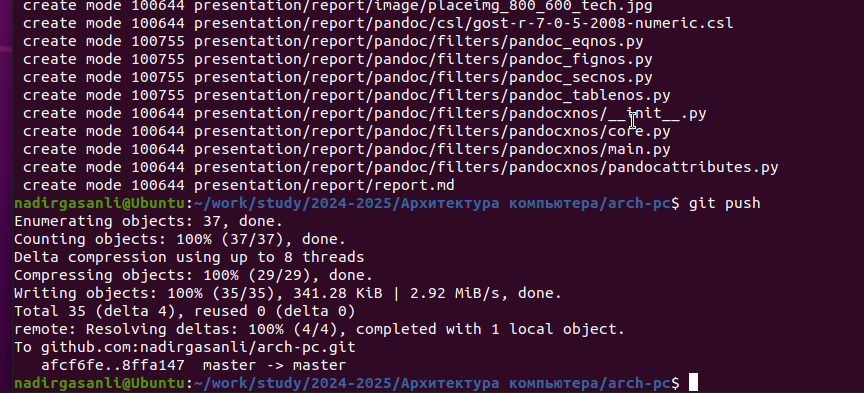 create mode 100644 presentation/report/image/placeimg_800_600_tech.jpg
create mode 100644 presentation/report/pandoc/csl/gost-r-7-0-5-2008-numeric.csl
create mode 100755 presentation/report/pandoc/filters/pandoc_eqnos.py
create mode 100755 presentation/report/pandoc/filters/pandoc_fignos.py
create mode 100755 presentation/report/pandoc/filters/pandoc_secnos.py
create mode 100755 presentation/report/pandoc/filters/pandoc_tablenos.py
create mode 100644 presentation/report/pandoc/filters/pandocxnos/__init__.py
create mode 100644 presentation/report/pandoc/filters/pandocxnos/core.py
create mode 100644 presentation/report/pandoc/filters/pandocxnos/main.py
create mode 100644 presentation/report/pandoc/filters/pandocxnos/pandocattributes.py
create mode 100644 presentation/report/report.md
nadirgasanli@Ubuntu:~/work/study/2024-2025/Архитектура компьютера/arch-pc$ git push
Enumerating objects: 37, done.
Counting objects: 100% (37/37), done.
Delta compression using up to 8 threads
Compressing objects: 100% (29/29), done.
Writing objects: 100% (35/35), 341.28 KiB | 2.92 MiB/s, done.
Total 35 (delta 4), reused 0 (delta 0)
remote: Resolving deltas: 100% (4/4), completed with 1 local object.
To github.com:nadirgasanli/arch-pc.git
afcf6fe..8ffa147  master -> master
nadirgasanli@Ubuntu:~/work/study/2024-2025/Архитектура компьютера/arch-pc$